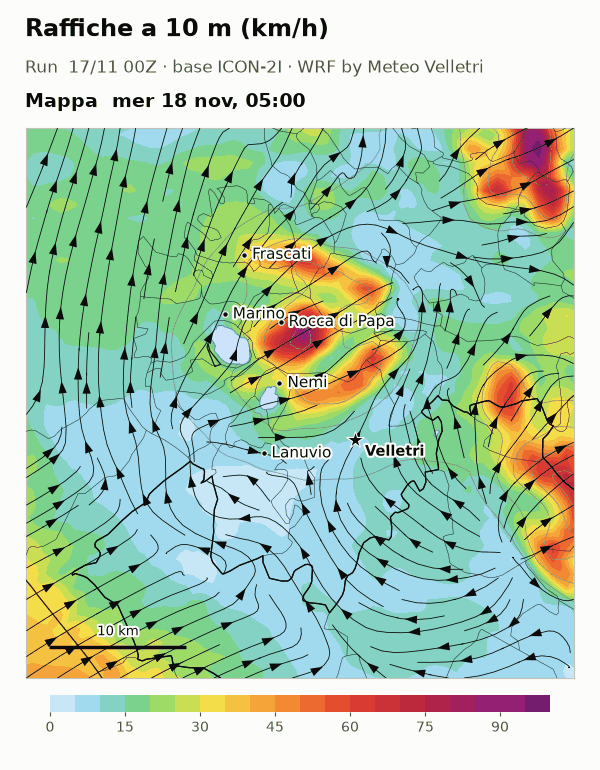 Raffiche a 10 m (km/h)
Run 17/11 00Z · base ICON-2I · WRF by Meteo Velletri
Mappa mer 18 nov, 05:00
Frascati
Marino
Rocca di Papa
Nemi
Velletri
Lanuvio
10 km
0 15 30 45 60 75 90